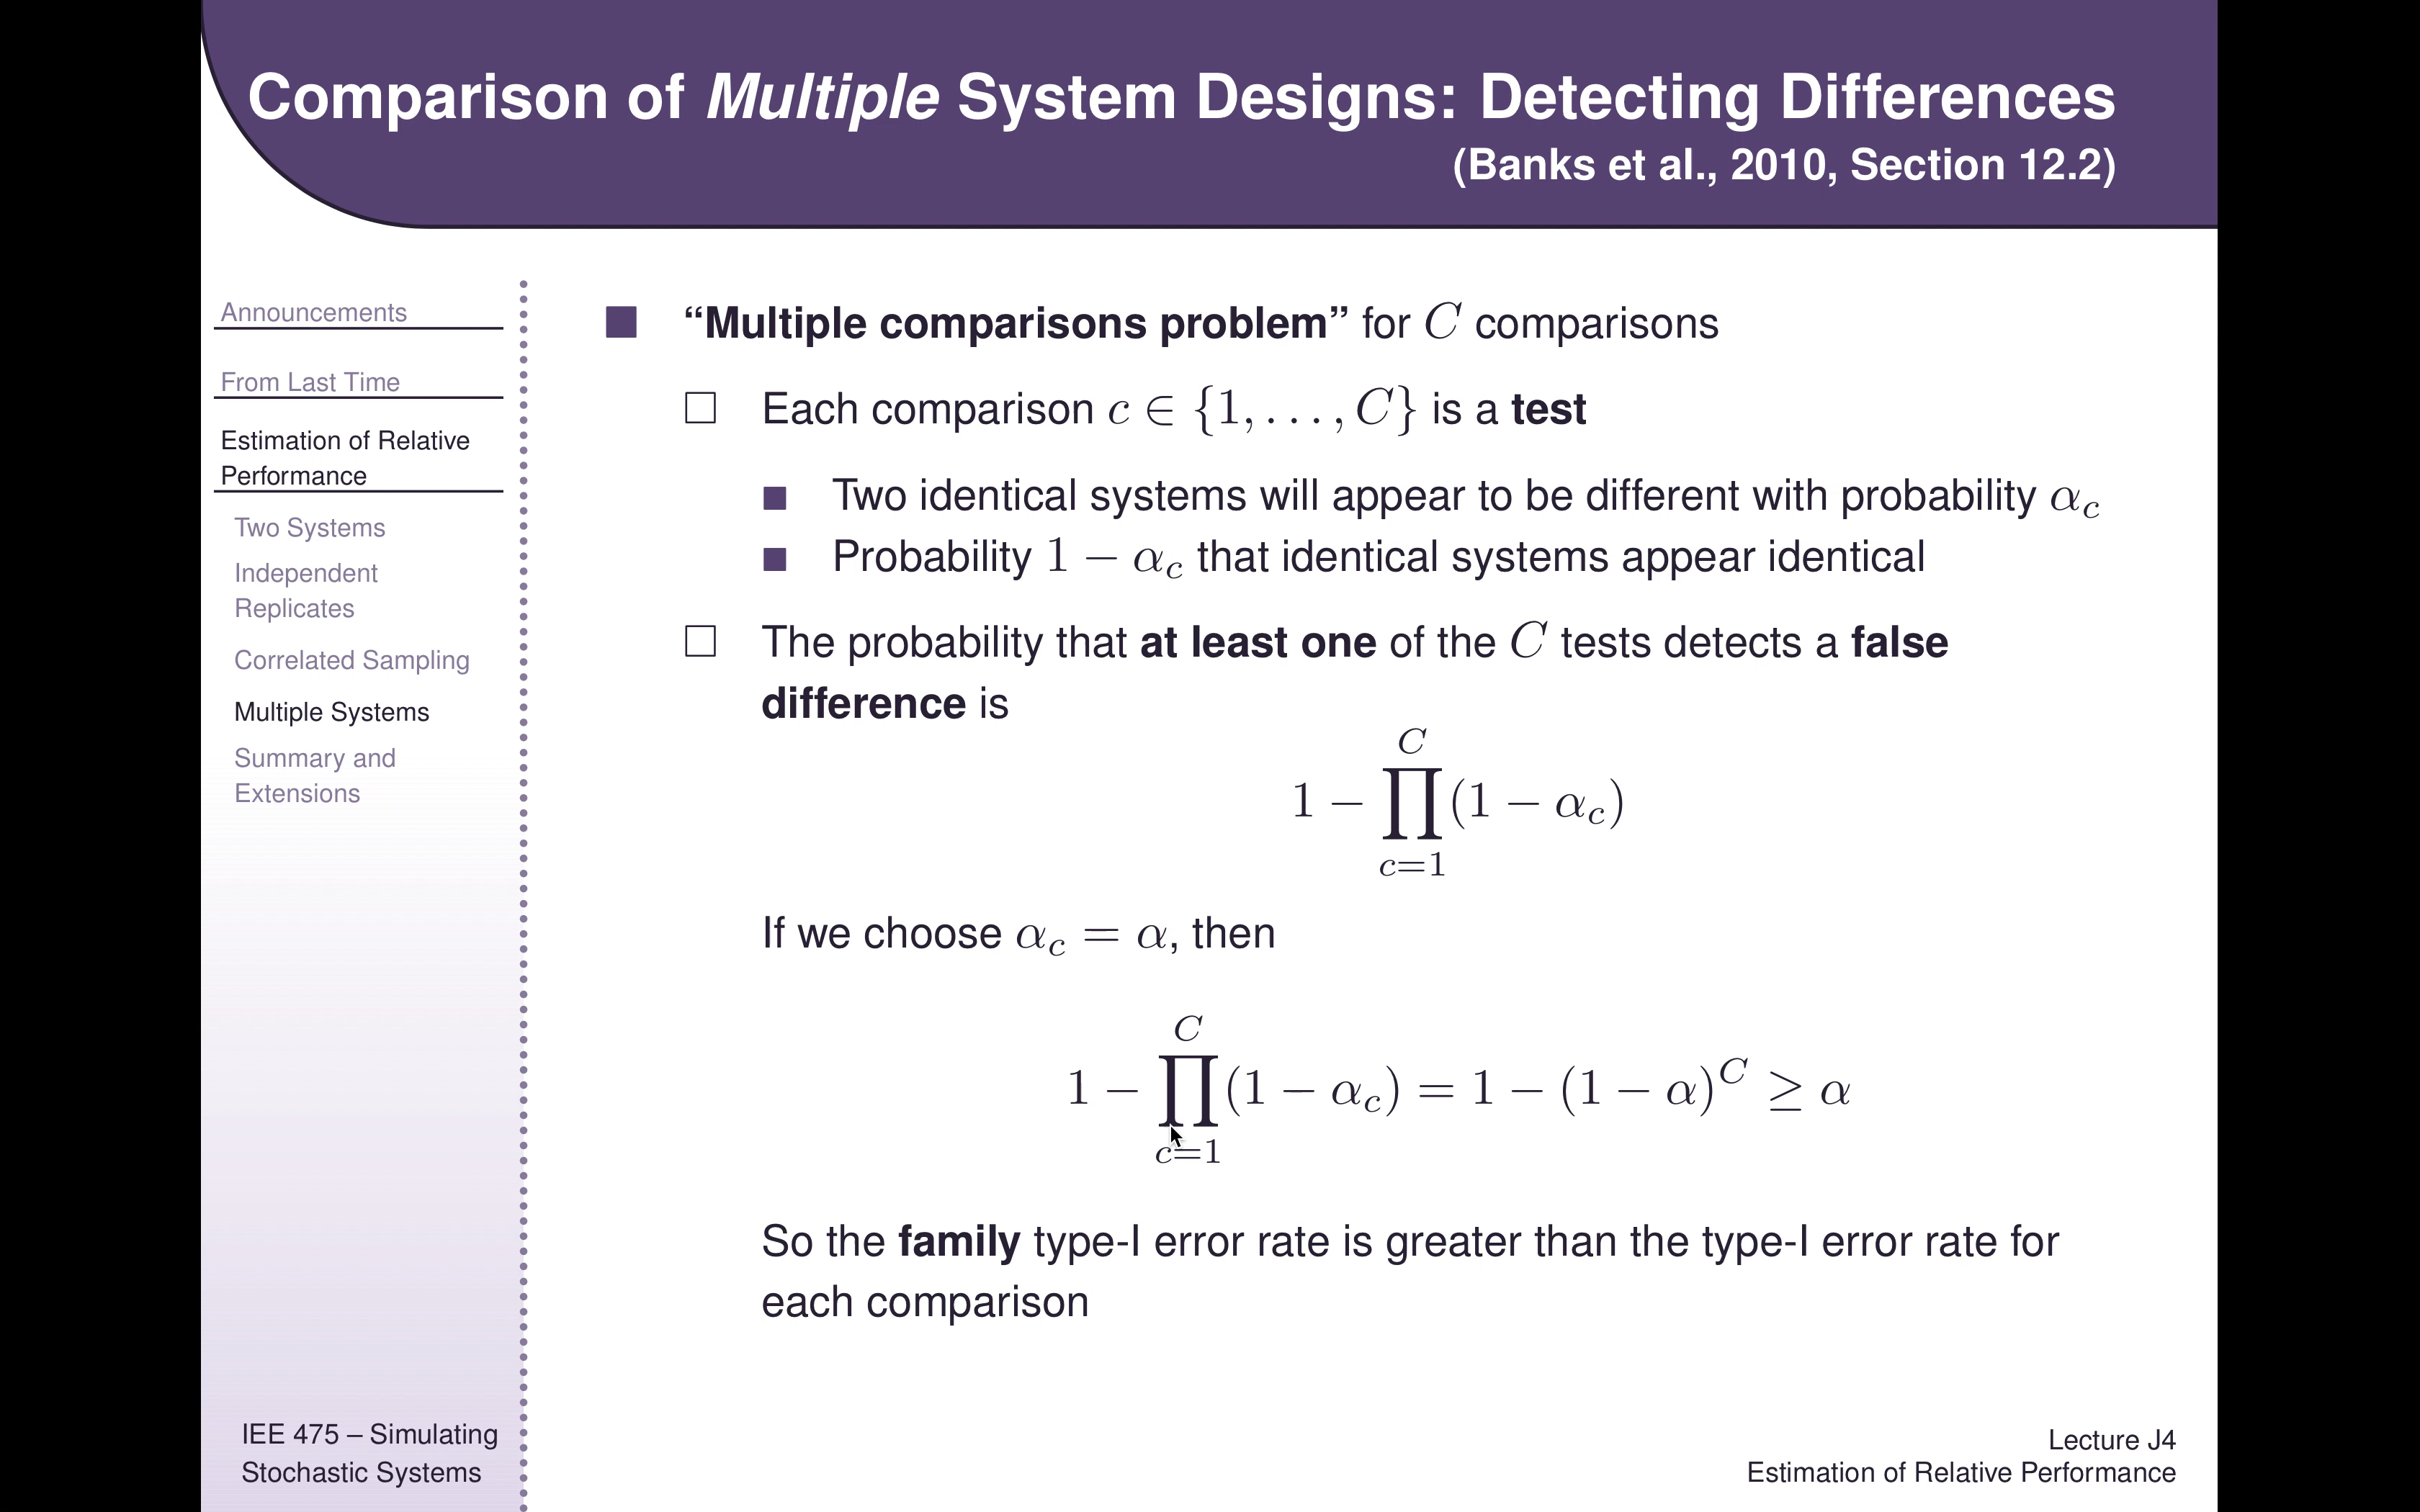 Comparison of Multiple System Designs: Detecting Differences
(Banks et al., 2010, Section 12.2)
Announcements
From Last Time
Estimation of Relative
Performance
Two Systems
Independent
Replicates
Correlated Sampling
Multiple Systems
Summary and
Extensions
IEE 475 – Simulating
Stochastic Systems
“Multiple comparisons problem” for C comparisons
Each comparison c ∈ {1, . . . , C} is a test
Two identical systems will appear to be different with probability α_c
Probability 1 − α_c that identical systems appear identical
The probability that at least one of the C tests detects a false
difference is
1 − ∏_{c=1}^{C} (1 − α_c)
If we choose α_c = α, then
1 − ∏_{c=1}^{C} (1 − α_c) = 1 − (1 − α)^C ≥ α
So the family type-I error rate is greater than the type-I error rate for
each comparison
Lecture J4
Estimation of Relative Performance